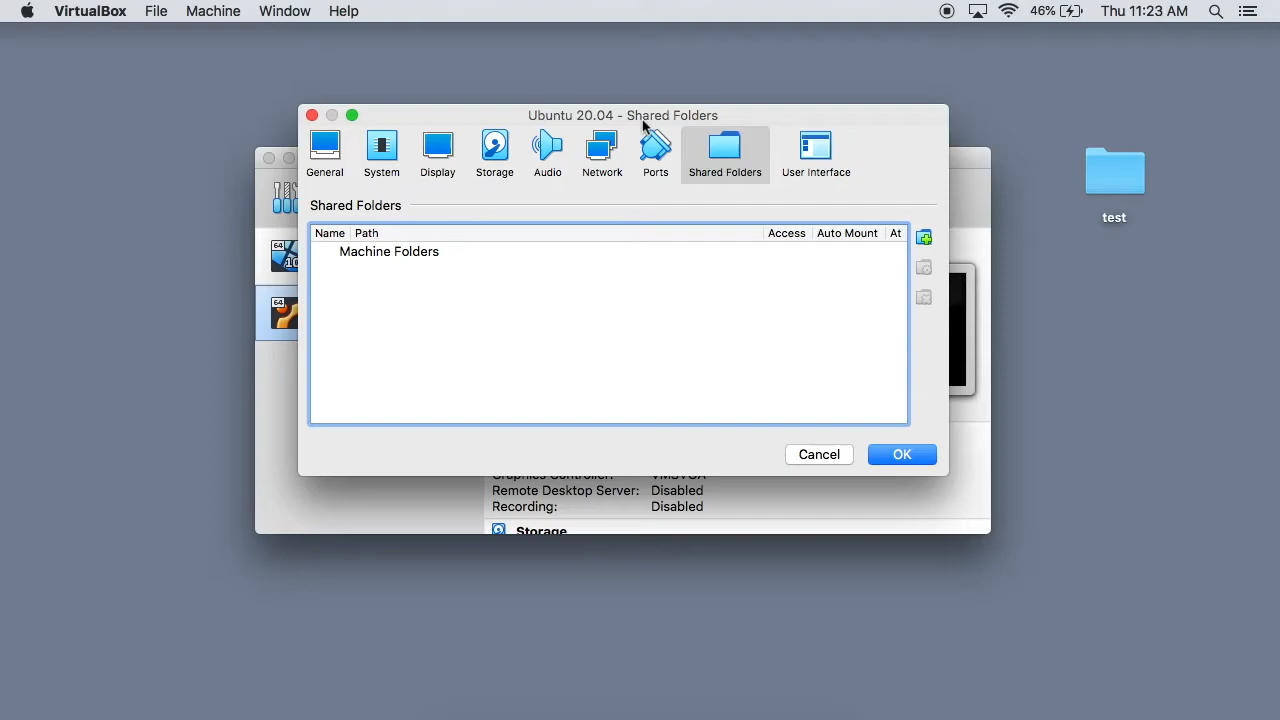 VirtualBox File Machine Window Help 46% Thu 11:23 AM
Ubuntu 20.04 - Shared Folders
General System Display Storage Audio Network Ports Shared Folders User Interface
Shared Folders
Name Path Access Auto Mount At
Machine Folders
64
64
test
Cancel OK
Remote Desktop Server: Disabled
Recording: Disabled
Storage